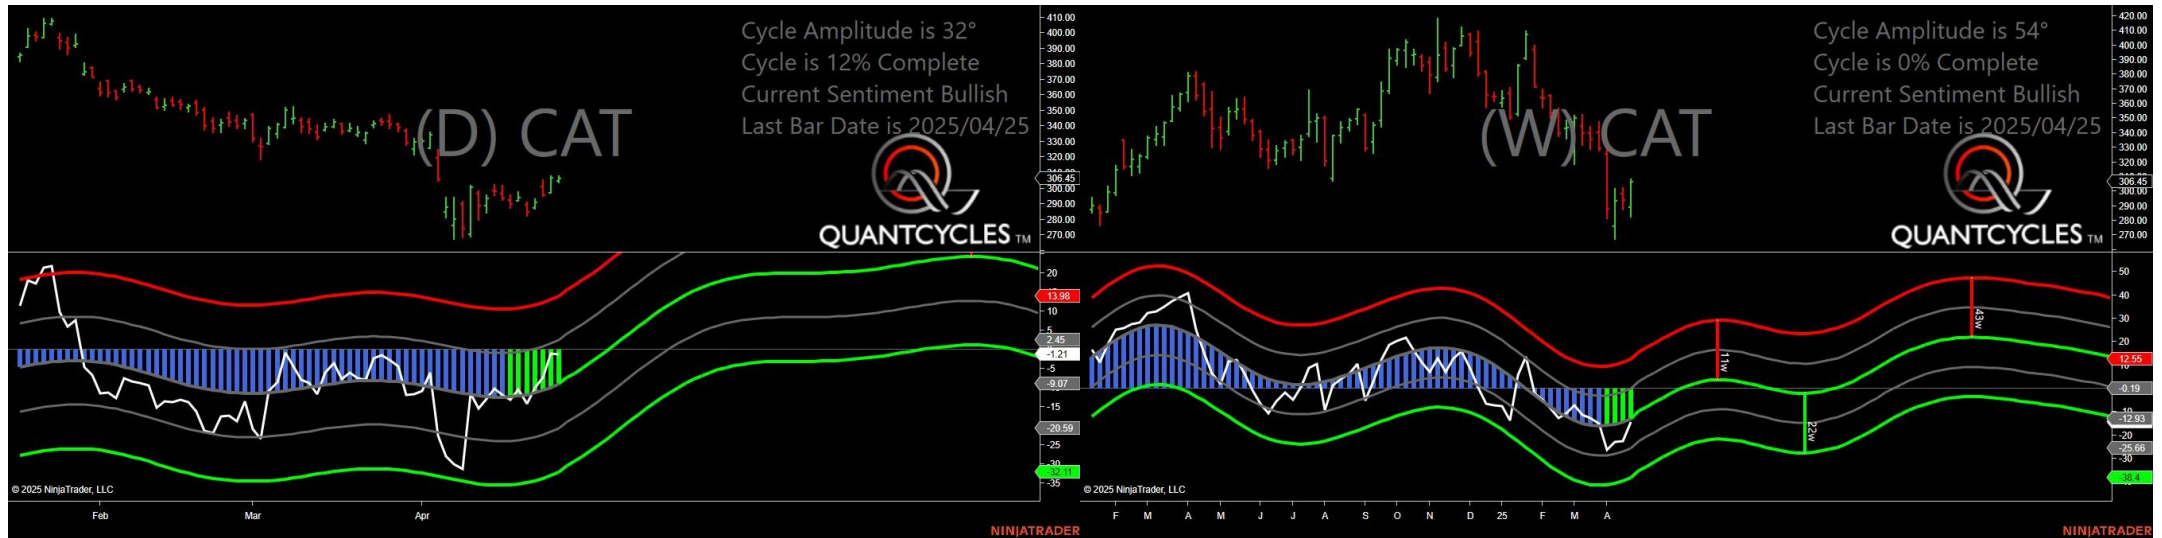 Cycle Amplitude is 32°
Cycle is 12% Complete
Current Sentiment Bullish
Last Bar Date is 2025/04/25
(D) CAT
QUANTCYCLES TM
410.00
400.00
390.00
380.00
370.00
360.00
350.00
340.00
330.00
320.00
306.45
300.00
290.00
280.00
270.00
20
13.98
10
5
2.45
-1.21
-5
-9.07
-15
-20.59
-25
-32.11
-35
© 2025 NinjaTrader, LLC
Feb Mar Apr
NINJATRADER
Cycle Amplitude is 54°
Cycle is 0% Complete
Current Sentiment Bullish
Last Bar Date is 2025/04/25
(W) CAT
QUANTCYCLES TM
420.00
410.00
400.00
390.00
380.00
370.00
360.00
350.00
340.00
330.00
320.00
306.45
300.00
290.00
280.00
270.00
50
40
30
20
12.55
-0.19
-12.93
-20
-25.66
-30
-38.4
11w
22w
43w
© 2025 NinjaTrader, LLC
F M A M J J A S O N D 25 F M A
NINJATRADER